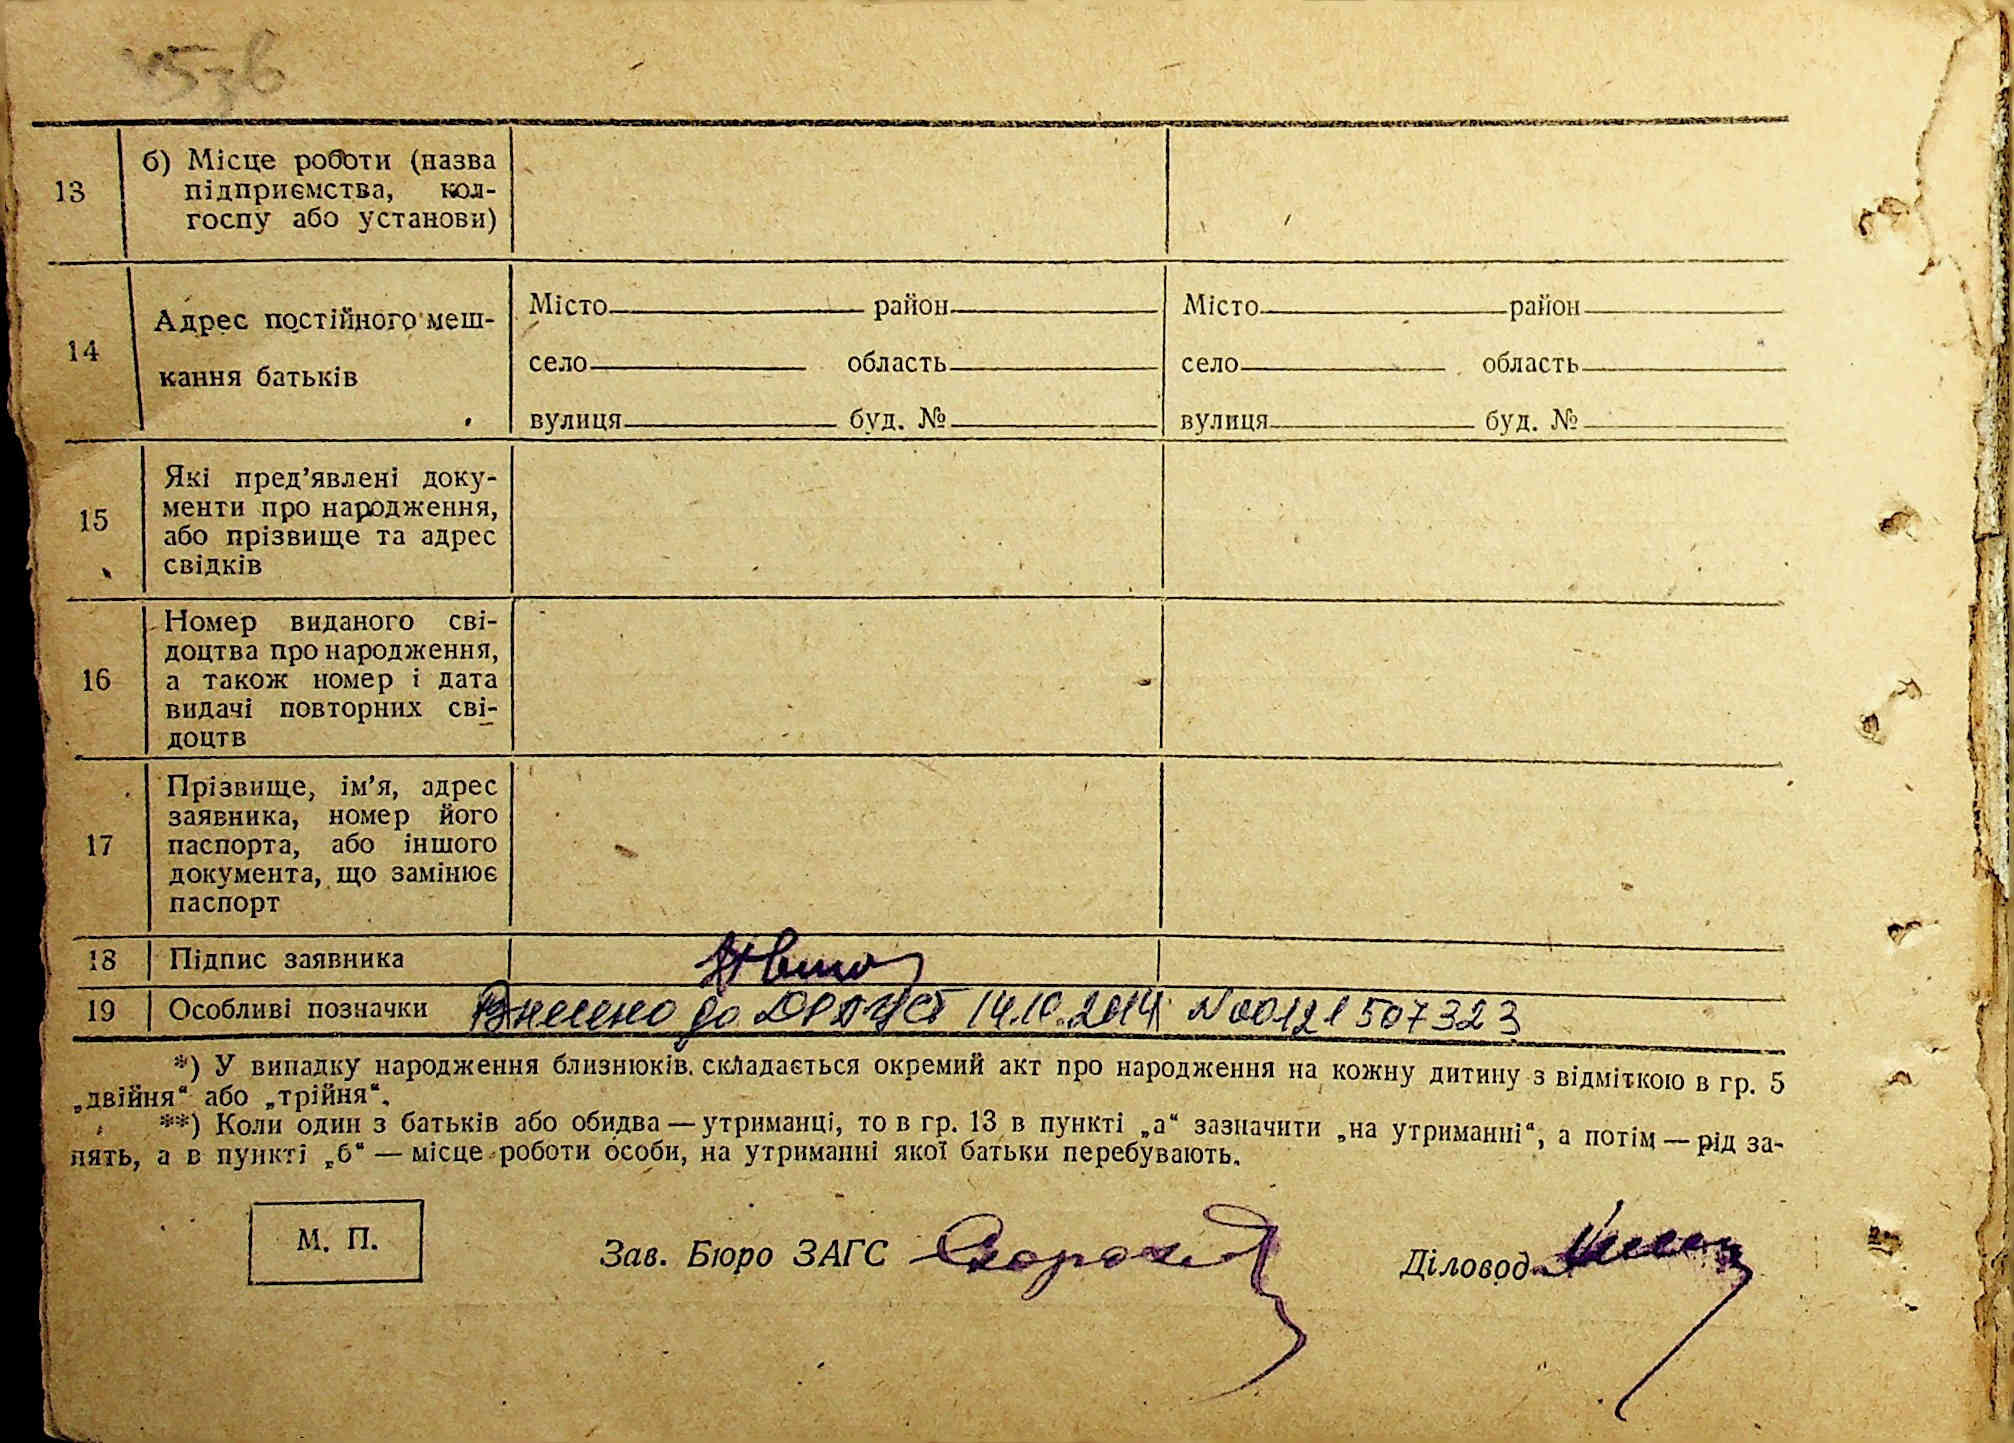 13 б) Місце роботи (назва
підприємства, кол-
госпу або установи)
14 Адрес постійного меш-
кання батьків
Місто район Місто район
село область село область
вулиця буд. № вулиця буд. №
15 Які пред’явлені доку-
менти про народження,
або прізвище та адрес
свідків
16 Номер виданого сві-
доцтва про народження,
а також номер і дата
видачі повторних сві-
доцтв
17 Прізвище, ім’я, адрес
заявника, номер його
паспорта, або іншого
документа, що замінює
паспорт
18 Підпис заявника
19 Особливі позначки Внесено до ДРАЦСГ 14.10.2014 N00121507323
*) У випадку народження близнюків. складається окремий акт про народження на кожну дитину з відміткою в гр. 5
„двійня“ або „трійня“.
**) Коли один з батьків або обидва — утриманці, то в гр. 13 в пункті „а“ зазначити „на утриманні“, а потім — рід за-
нять, а в пункті „б“ — місце роботи особи, на утриманні якої батьки перебувають.
М. П.
Зав. Бюро ЗАГС Діловод